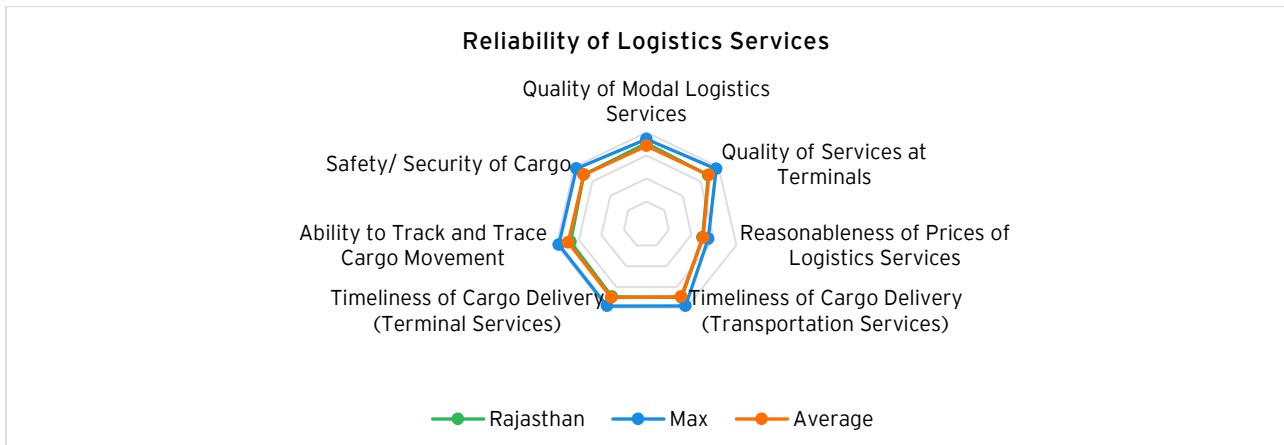 Reliability of Logistics Services
Quality of Modal Logistics
Services
Quality of Services at
Terminals
Reasonableness of Prices of
Logistics Services
Timeliness of Cargo Delivery
(Transportation Services)
Timeliness of Cargo Delivery
(Terminal Services)
Ability to Track and Trace
Cargo Movement
Safety/ Security of Cargo
Rajasthan
Max
Average